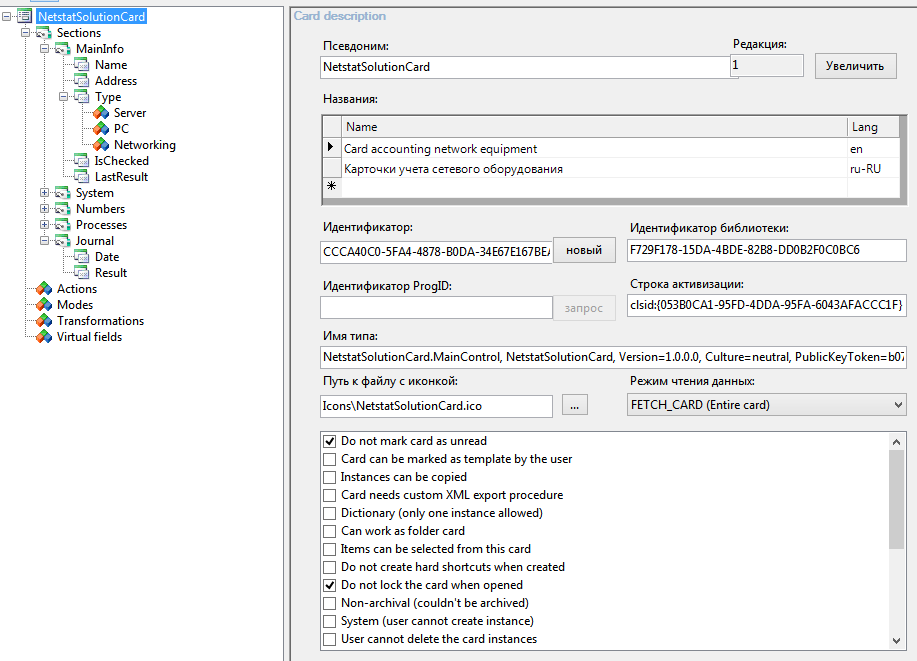 NetstatSolutionCard
Sections
MainInfo
Name
Address
Type
Server
PC
Networking
IsChecked
LastResult
System
Numbers
Processes
Journal
Date
Result
Actions
Modes
Transformations
Virtual fields
Card description
Псевдоним:
Редакция:
NetstatSolutionCard
1
Увеличить
Названия:
Name Lang
Card accounting network equipment en
Карточки учета сетевого оборудования ru-RU
Идентификатор:
Идентификатор библиотеки:
CCCA40C0-5FA4-4878-B0DA-34E67E167BEA
новый
F729F178-15DA-4BDE-82B8-DD0B2F0C0BC6
Идентификатор ProgID:
Строка активизации:
запрос
clsid:{053B0CA1-95FD-4DDA-95FA-6043AFACCC1F}
Имя типа:
NetstatSolutionCard.MainControl, NetstatSolutionCard, Version=1.0.0.0, Culture=neutral, PublicKeyToken=b07
Путь к файлу с иконкой:
Режим чтения данных:
Icons\NetstatSolutionCard.ico
...
FETCH_CARD (Entire card)
Do not mark card as unread
Card can be marked as template by the user
Instances can be copied
Card needs custom XML export procedure
Dictionary (only one instance allowed)
Can work as folder card
Items can be selected from this card
Do not create hard shortcuts when created
Do not lock the card when opened
Non-archival (couldn't be archived)
System (user cannot create instance)
User cannot delete the card instances